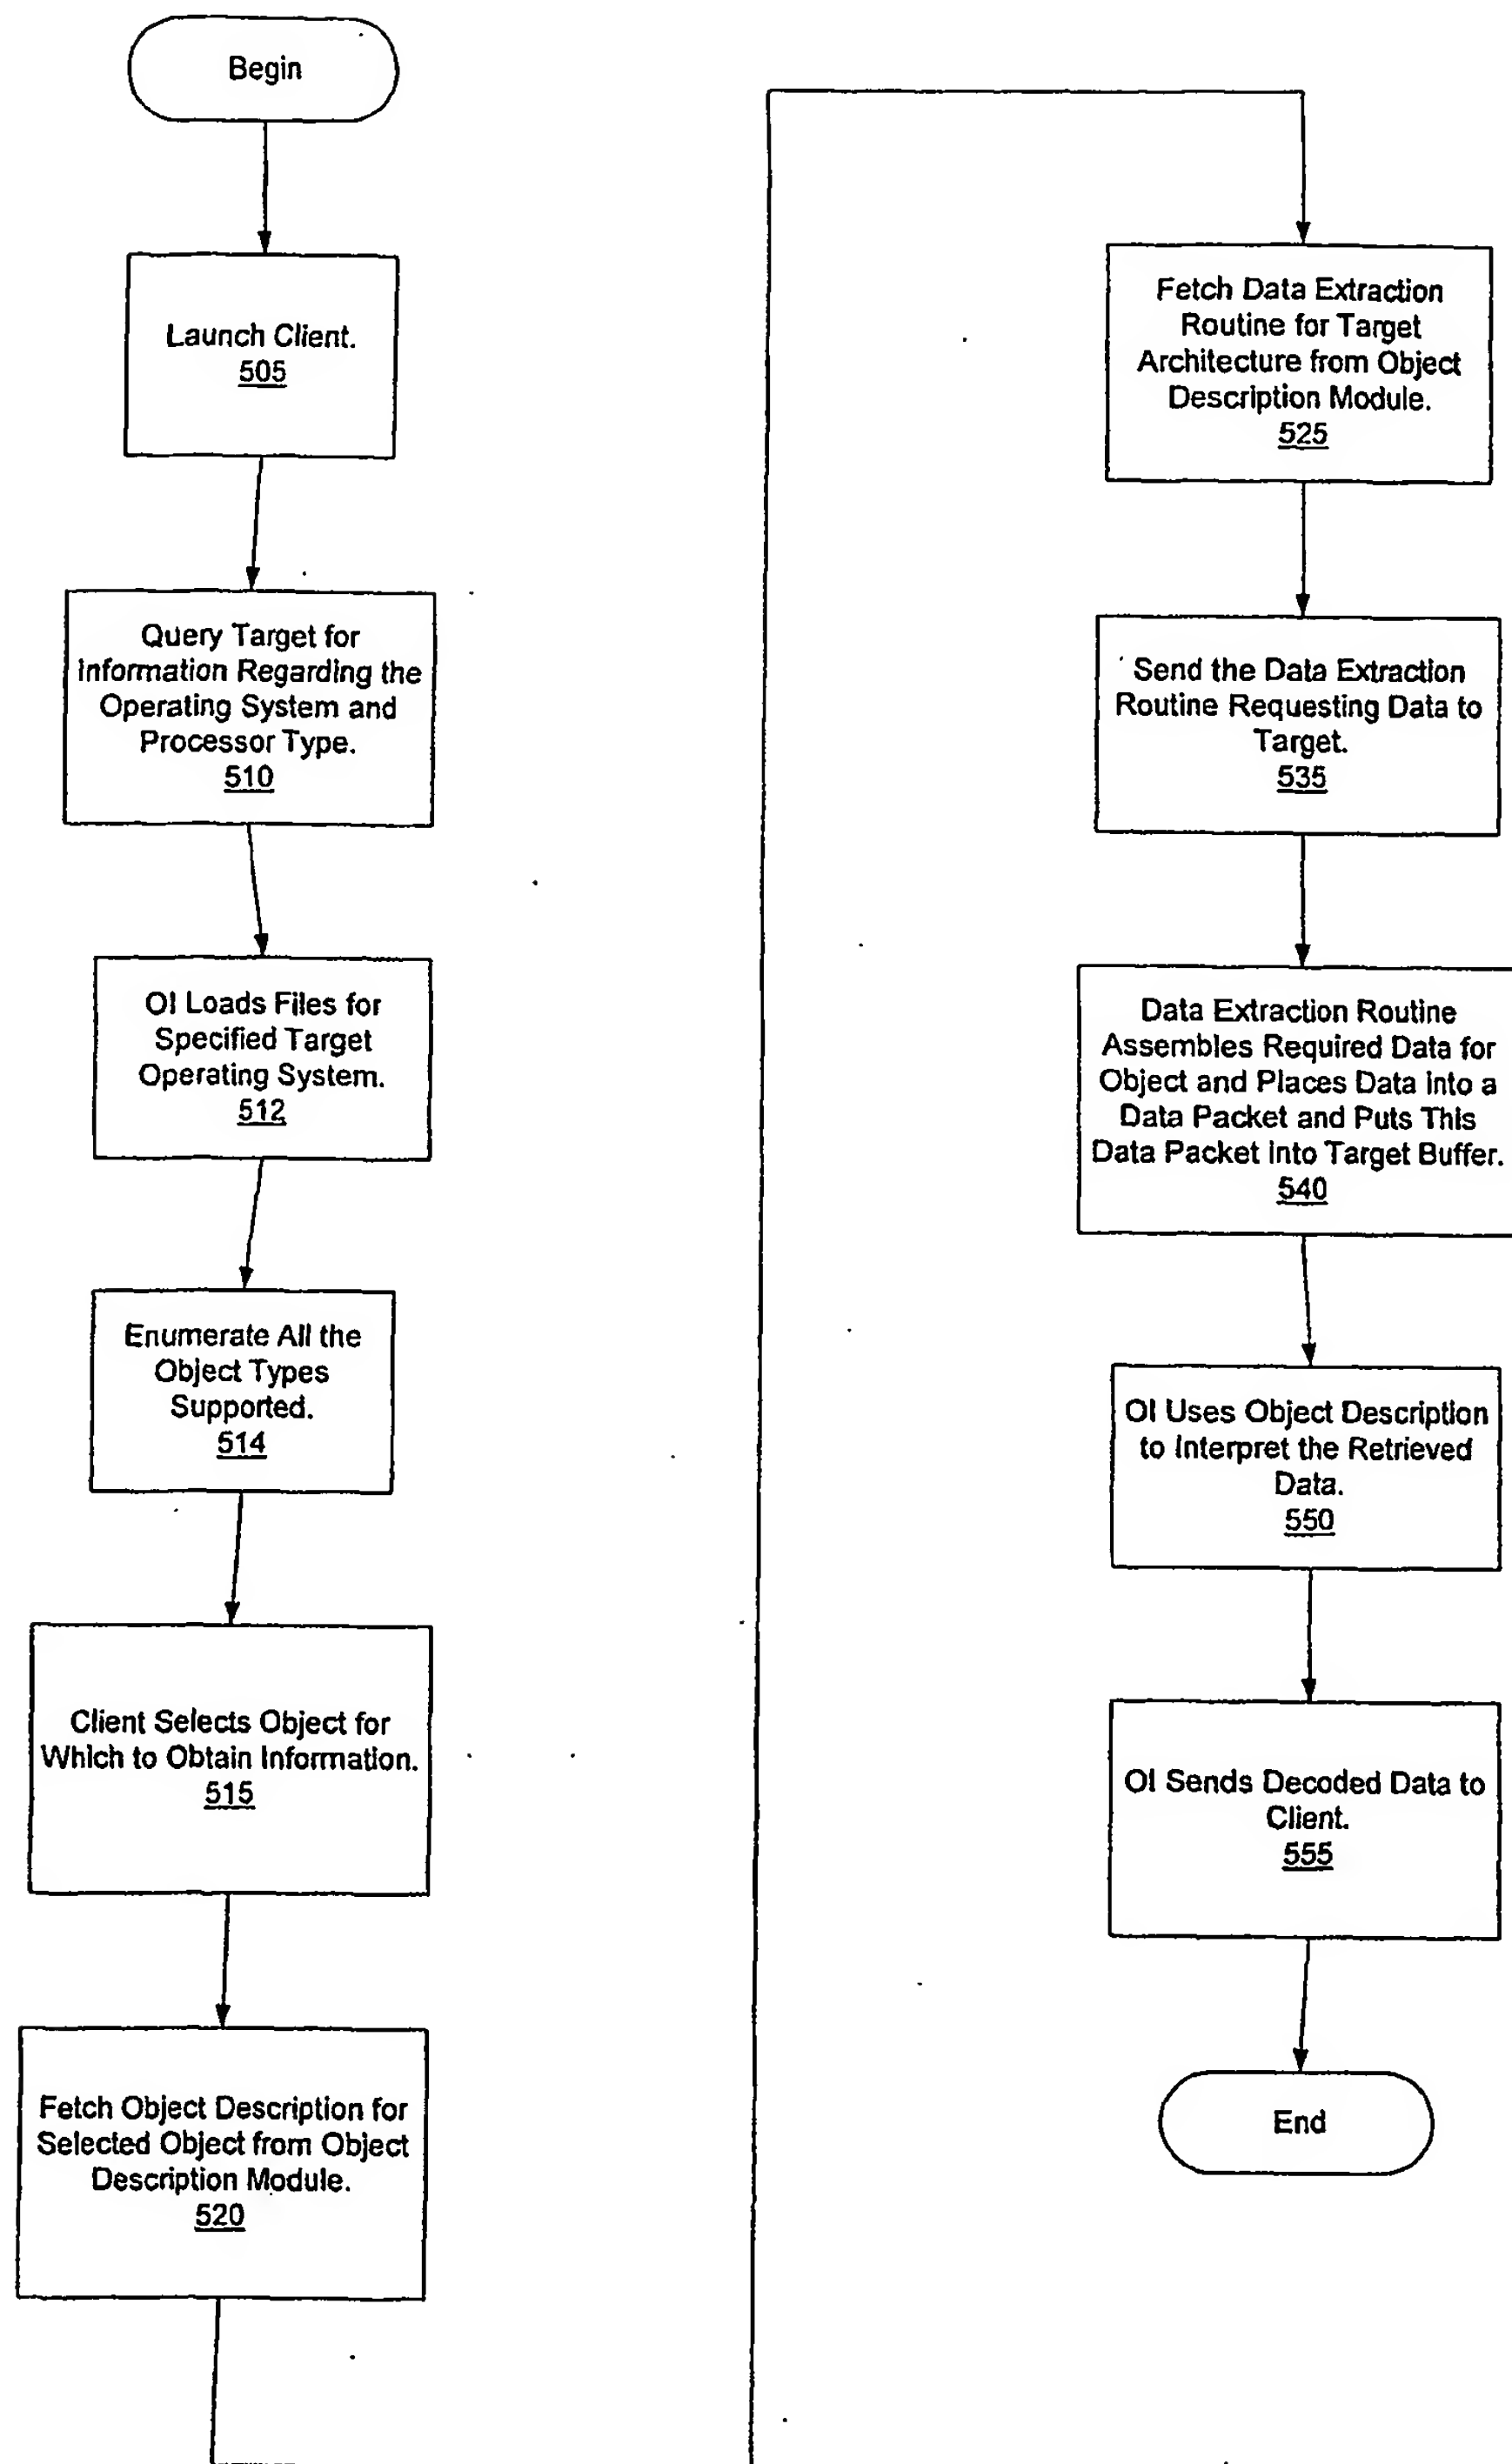 Begin
Launch Client.
505
Query Target for
Information Regarding the
Operating System and
Processor Type.
510
OI Loads Files for
Specified Target
Operating System.
512
Enumerate All the
Object Types
Supported.
514
Client Selects Object for
Which to Obtain Information.
515
Fetch Object Description for
Selected Object from Object
Description Module.
520
Fetch Data Extraction
Routine for Target
Architecture from Object
Description Module.
525
Send the Data Extraction
Routine Requesting Data to
Target.
535
Data Extraction Routine
Assembles Required Data for
Object and Places Data into a
Data Packet and Puts This
Data Packet into Target Buffer.
540
OI Uses Object Description
to Interpret the Retrieved
Data.
550
OI Sends Decoded Data to
Client.
555
End